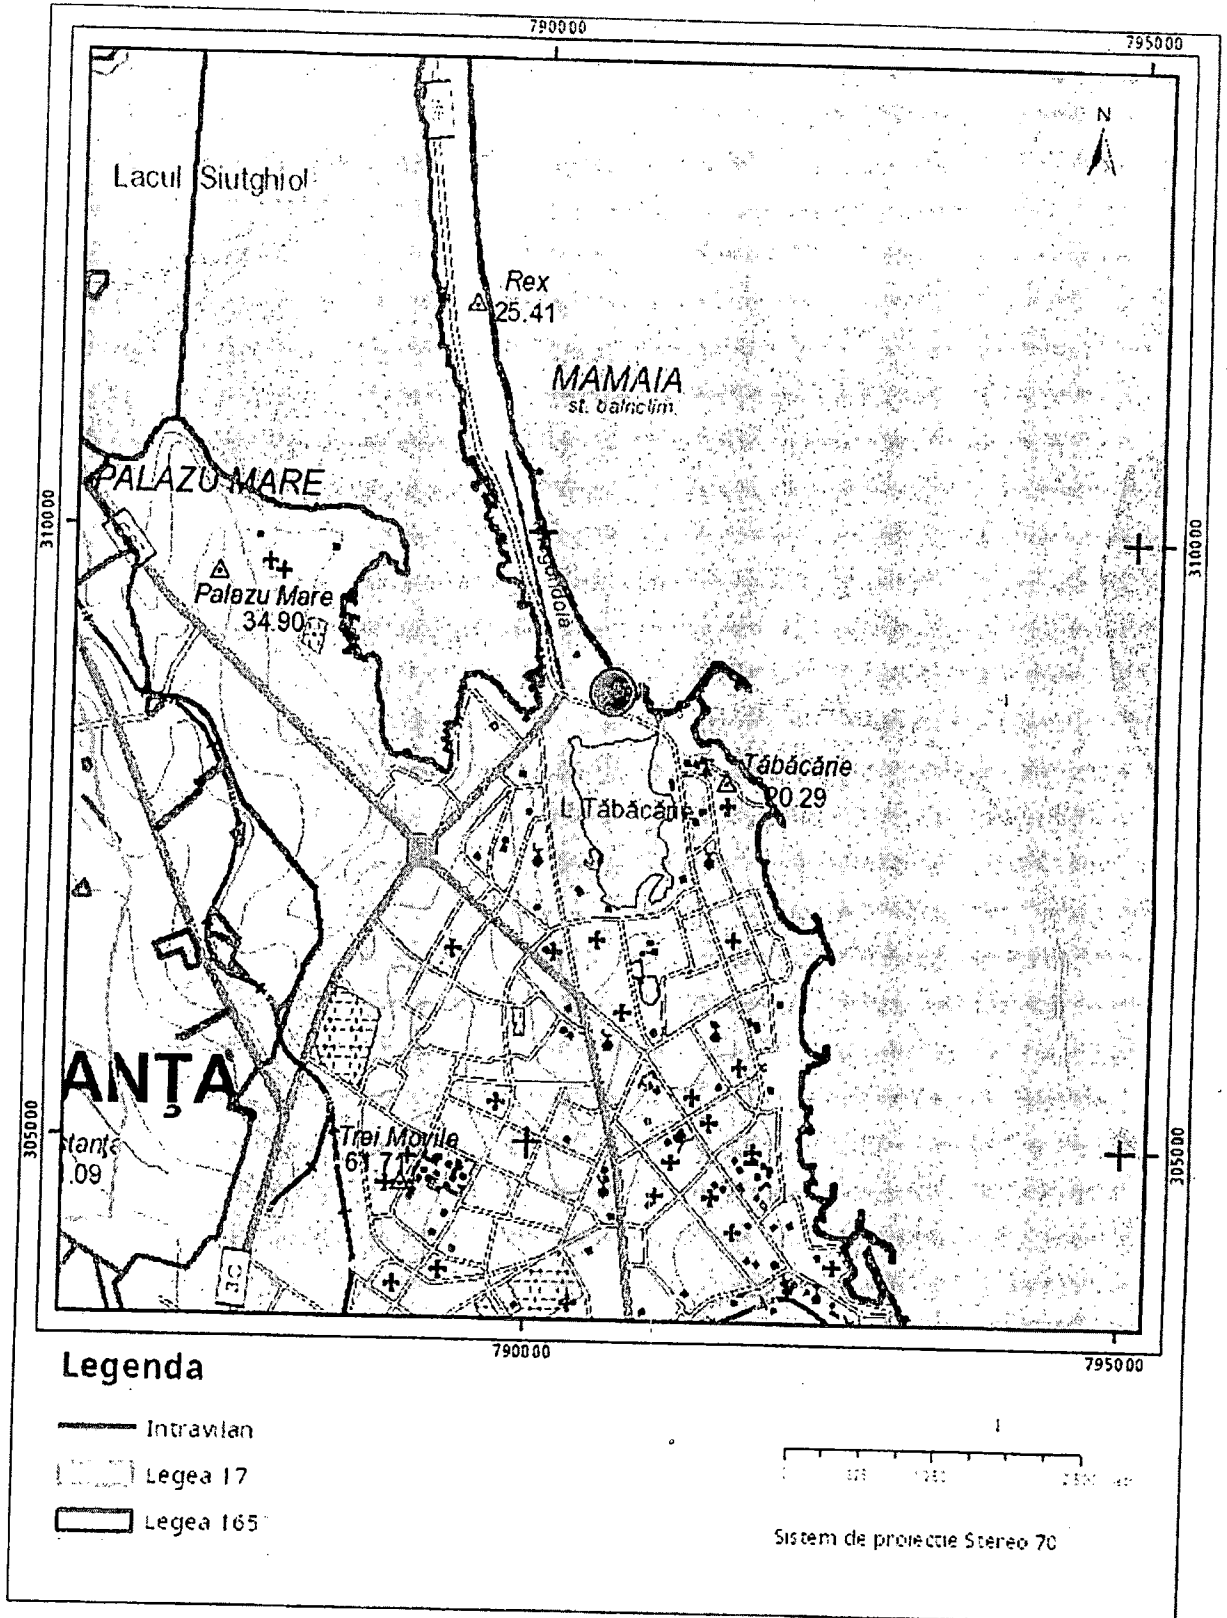 790000
795000
N
Lacul Siutghiol
Rex
25.41
MAMAIA
st. balnclim.
PALAZU MARE
310000
310000
Palazu Mare
34.90
Tăbăcărie
20.29
L Tăbăcărie
ANȚA
305000
305000
.09
Trei Movile
790000
795000
Legenda
Intravilan
Legea 17
Legea 165
Sistem de proiectie Stereo 70